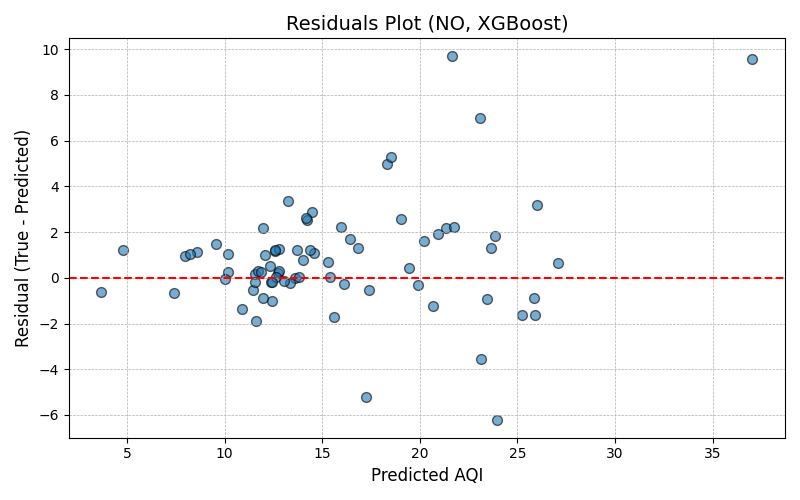 Residuals Plot (NO, XGBoost)
Residual (True - Predicted)
10
8
6
4
2
0
−2
−4
−6
5 10 15 20 25 30 35
Predicted AQI